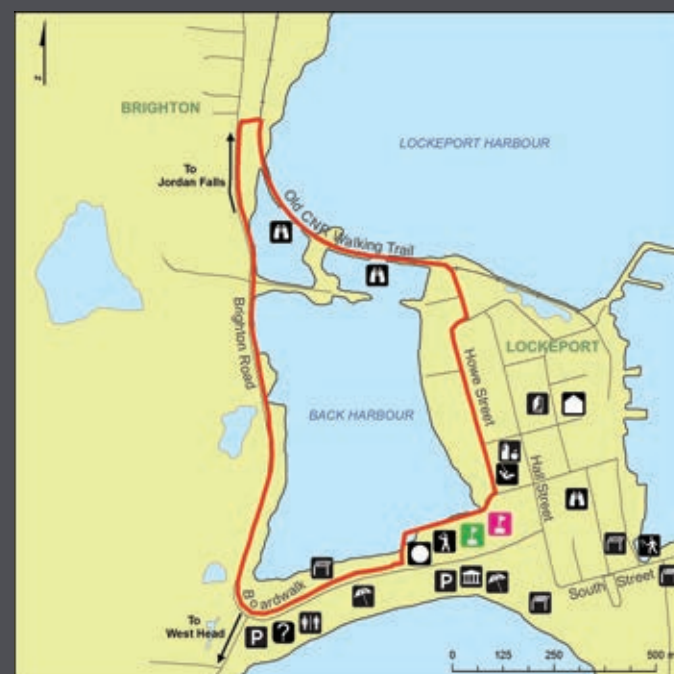 z
BRIGHTON
LOCKEPORT HARBOUR
To
Jordan Falls
Old CNR Walking Trail
Brighton Road
Howe Street
LOCKEPORT
BACK HARBOUR
Hall Street
Boardwalk
South Street
To
West Head
P
?
P
0 125 250 500 m